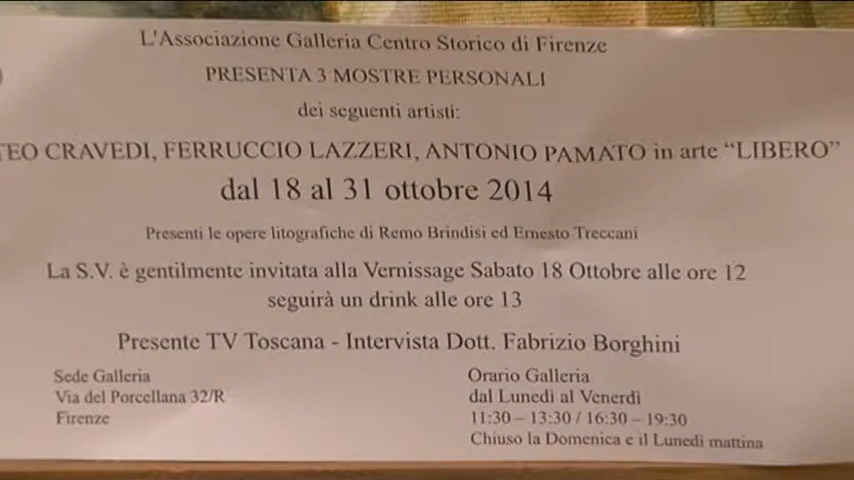 L'Associazione Galleria Centro Storico di Firenze
PRESENTA 3 MOSTRE PERSONALI
dei seguenti artisti:
CRAVEDI, FERRUCCIO LAZZERI, ANTONIO PAMATO in arte “LIBERO”
dal 18 al 31 ottobre 2014
Presenti le opere litografiche di Remo Brindisi ed Ernesto Treccani
La S.V. è gentilmente invitata alla Vernissage Sabato 18 Ottobre alle ore 12
seguirà un drink alle ore 13
Presente TV Toscana - Intervista Dott. Fabrizio Borghini
Sede Galleria
Via del Porcellana 32/R
Firenze
Orario Galleria
dal Lunedì al Venerdì
11:30 – 13:30 / 16:30 – 19:30
Chiuso la Domenica e il Lunedì mattina